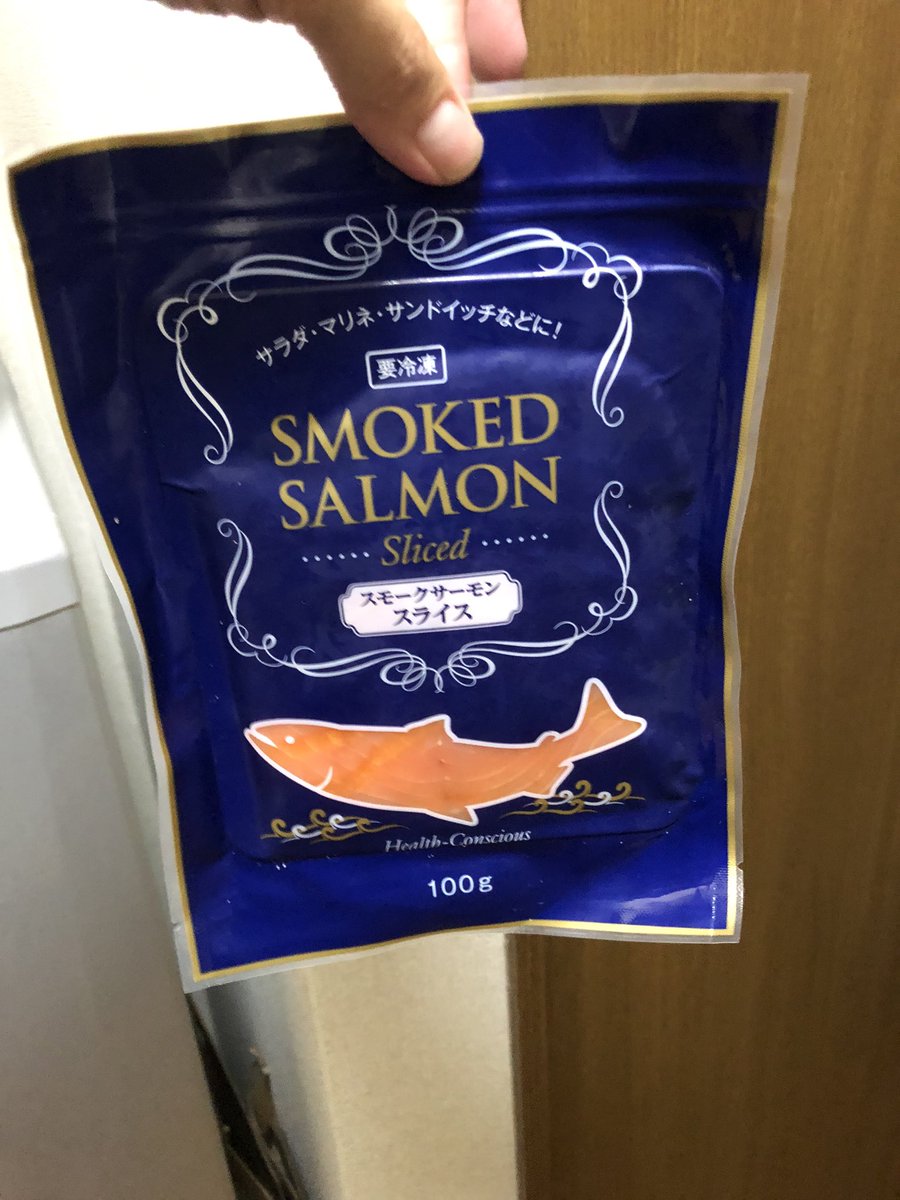 サラダ・マリネ・サンドイッチなどに!
要冷凍
SMOKED
SALMON
Sliced
スモークサーモン
スライス
Health-Conscious
100g